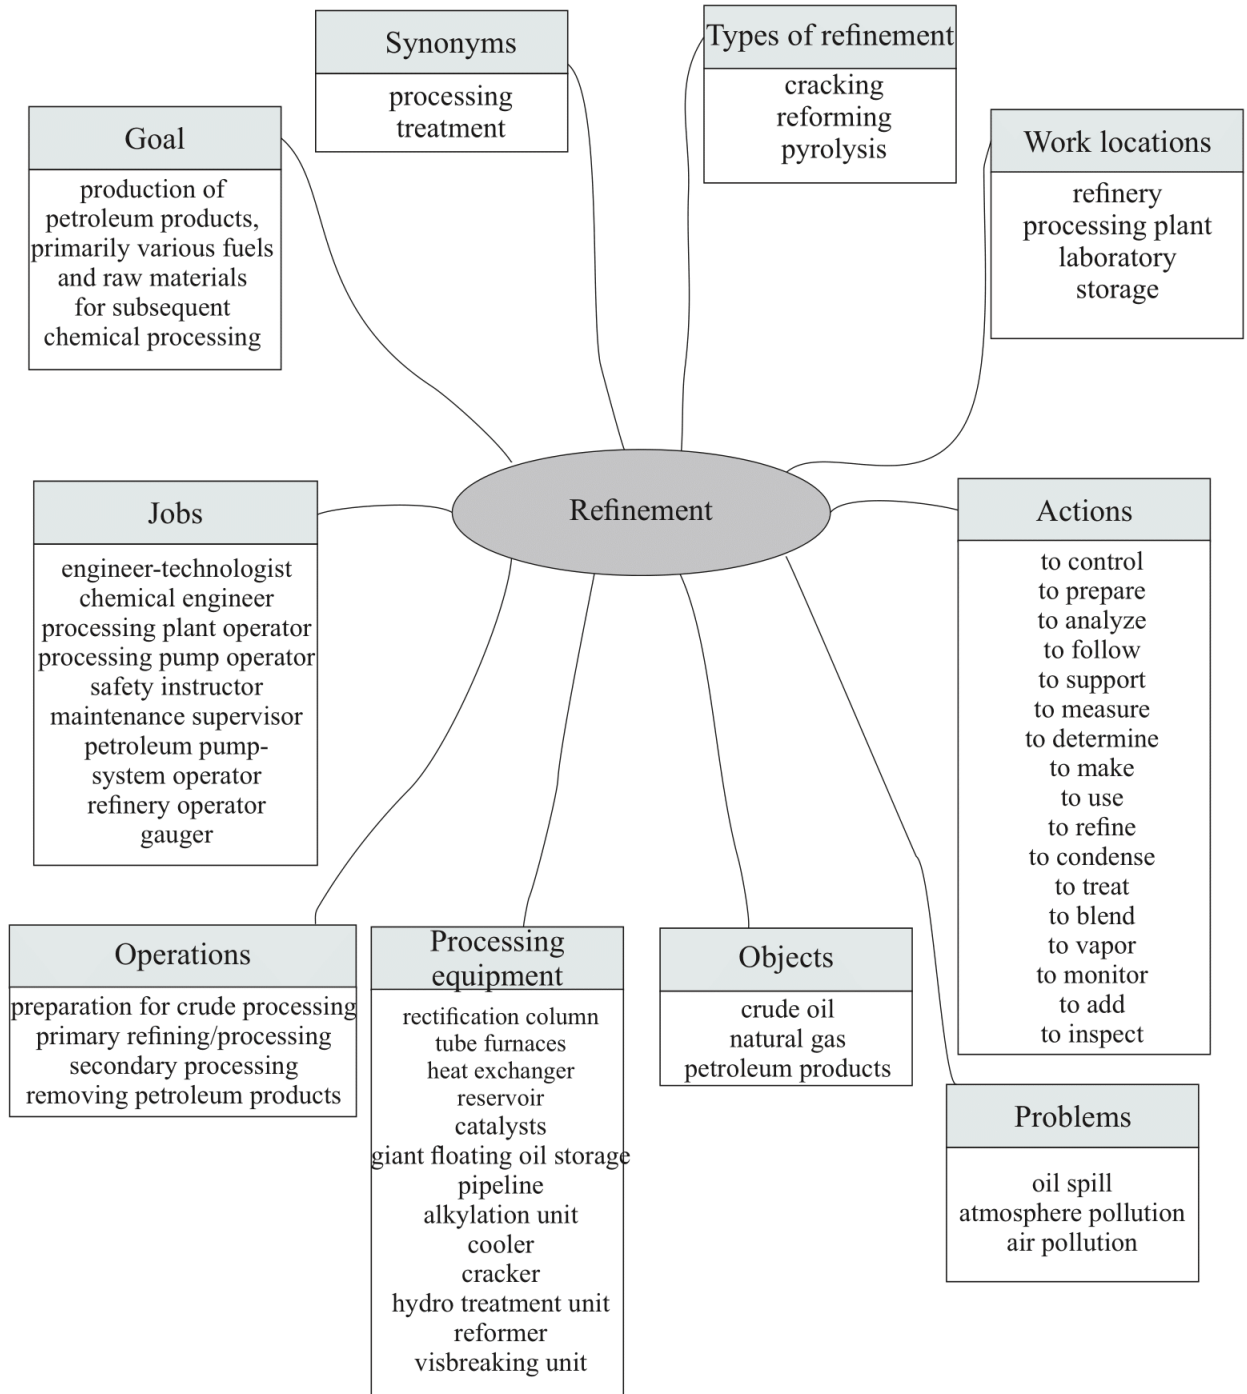 Synonyms
processing
treatment
Types of refinement
cracking
reforming
pyrolysis
Goal
production of
petroleum products,
primarily various fuels
and raw materials
for subsequent
chemical processing
Work locations
refinery
processing plant
laboratory
storage
Refinement
Jobs
engineer-technologist
chemical engineer
processing plant operator
processing pump operator
safety instructor
maintenance supervisor
petroleum pump-
system operator
refinery operator
gauger
Actions
to control
to prepare
to analyze
to follow
to support
to measure
to determine
to make
to use
to refine
to condense
to treat
to blend
to vapor
to monitor
to add
to inspect
Operations
preparation for crude processing
primary refining/processing
secondary processing
removing petroleum products
Processing
equipment
rectification column
tube furnaces
heat exchanger
reservoir
catalysts
giant floating oil storage
pipeline
alkylation unit
cooler
cracker
hydro treatment unit
reformer
visbreaking unit
Objects
crude oil
natural gas
petroleum products
Problems
oil spill
atmosphere pollution
air pollution